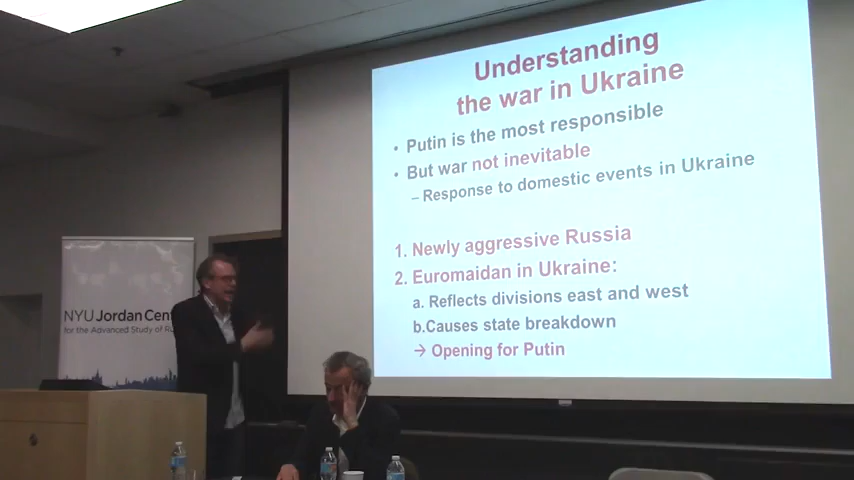 Understanding
the war in Ukraine
• Putin is the most responsible
• But war not inevitable
– Response to domestic events in Ukraine
1. Newly aggressive Russia
2. Euromaidan in Ukraine:
a. Reflects divisions east and west
b.Causes state breakdown
→ Opening for Putin
NYU Jordan
for the Advanced Study of